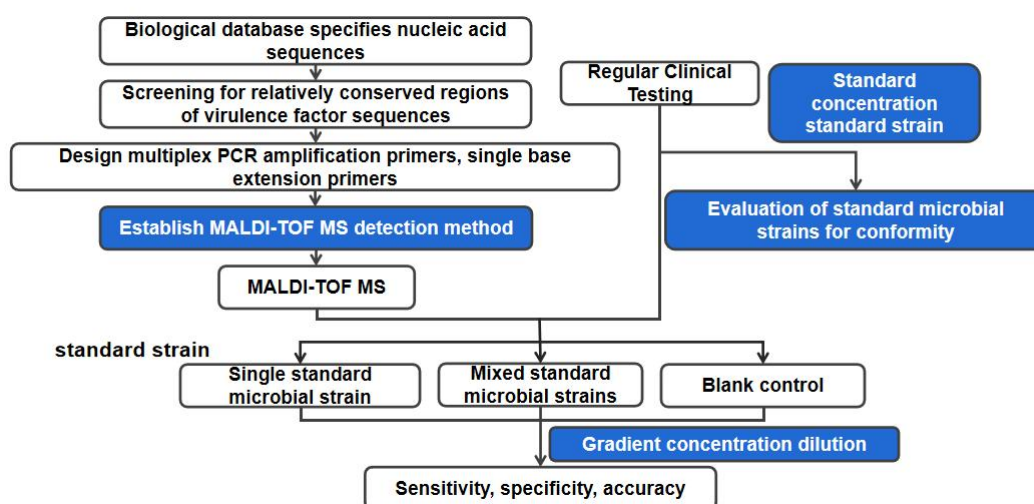 Biological database specifies nucleic acid
sequences
Screening for relatively conserved regions
of virulence factor sequences
Design multiplex PCR amplification primers, single base
extension primers
Establish MALDI-TOF MS detection method
MALDI-TOF MS
Regular Clinical
Testing
Standard
concentration
standard strain
Evaluation of standard microbial
strains for conformity
standard strain
Single standard
microbial strain
Mixed standard
microbial strains
Blank control
Gradient concentration dilution
Sensitivity, specificity, accuracy